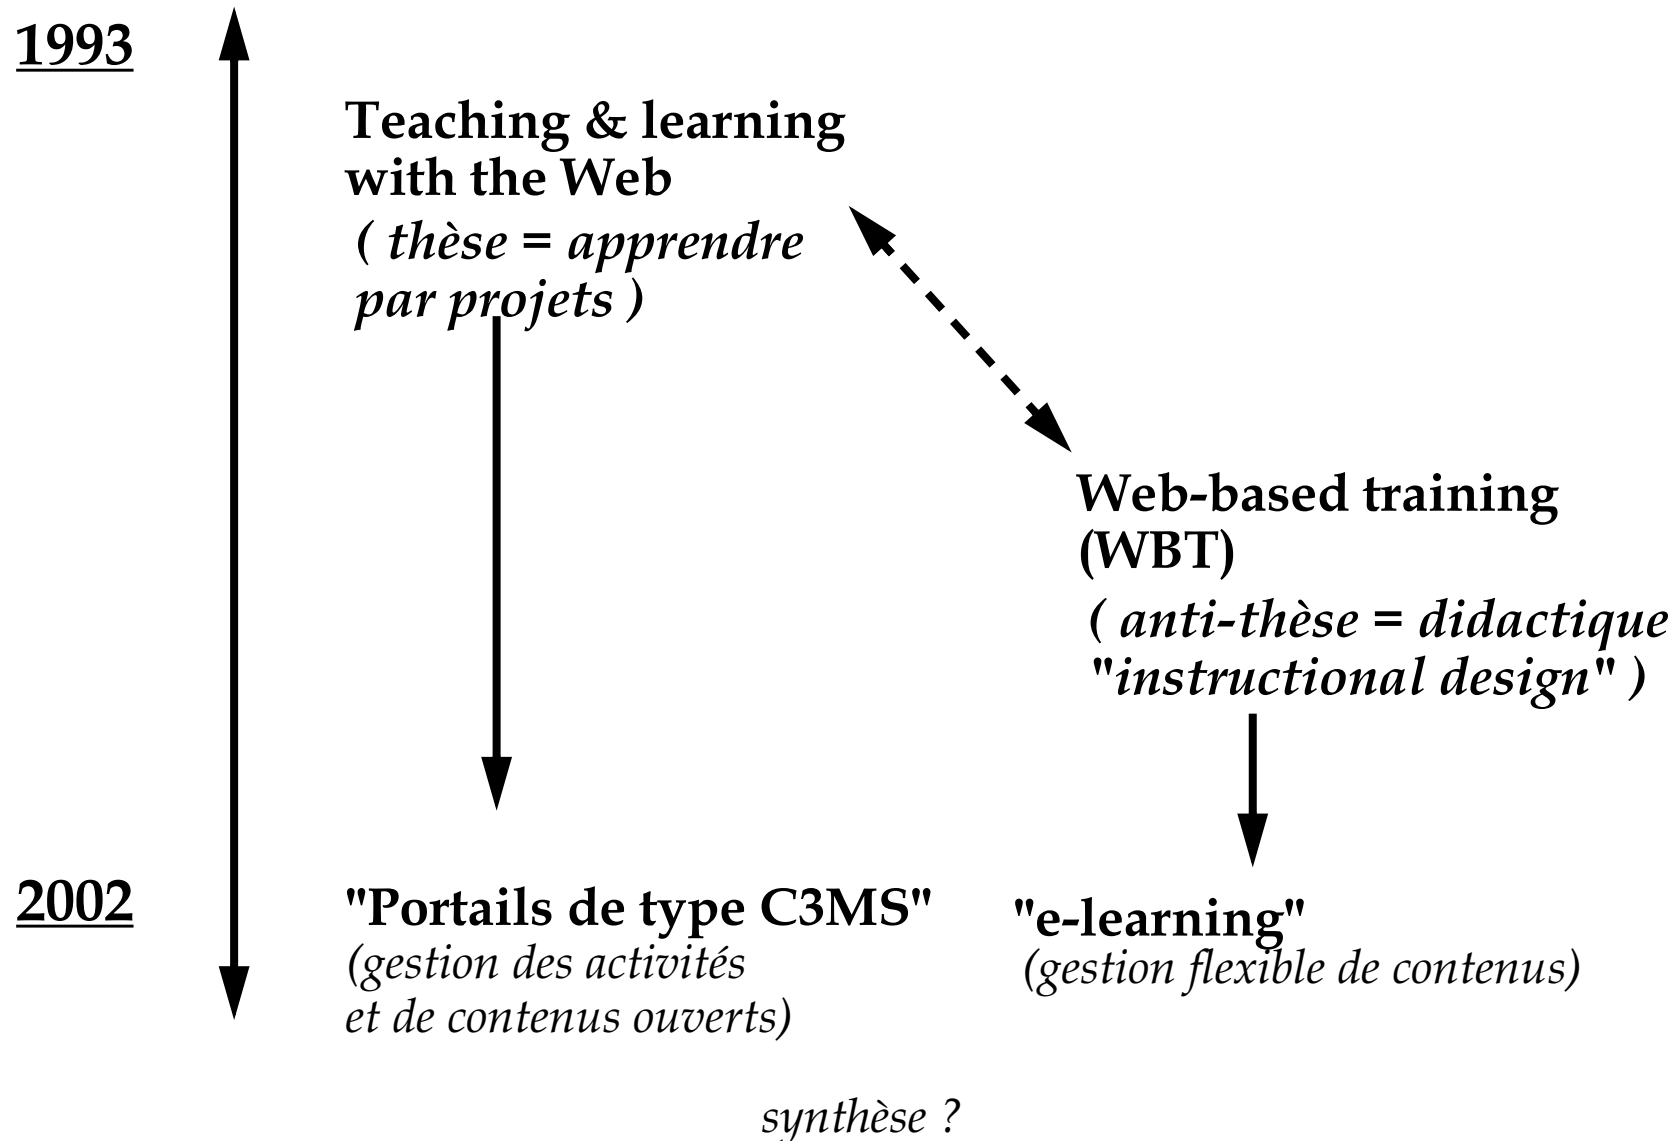 1993
Teaching & learning
with the Web
( thèse = apprendre
par projets )
Web-based training
(WBT)
( anti-thèse = didactique
"instructional design" )
2002
"Portails de type C3MS"
(gestion des activités
et de contenus ouverts)
"e-learning"
(gestion flexible de contenus)
synthèse ?